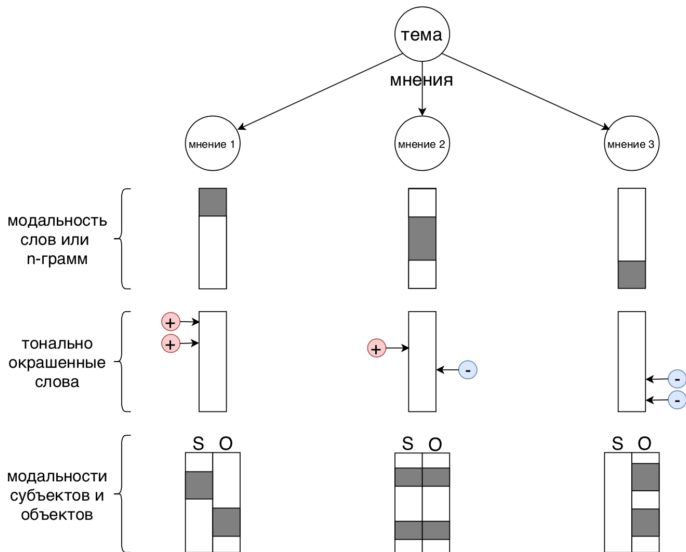 тема
мнения
мнение 1
мнение 2
мнение 3
модальность
слов или
n-грамм
+
+
+
-
-
-
тонально
окрашенные
слова
S O
S O
S O
модальности
субъектов и
объектов